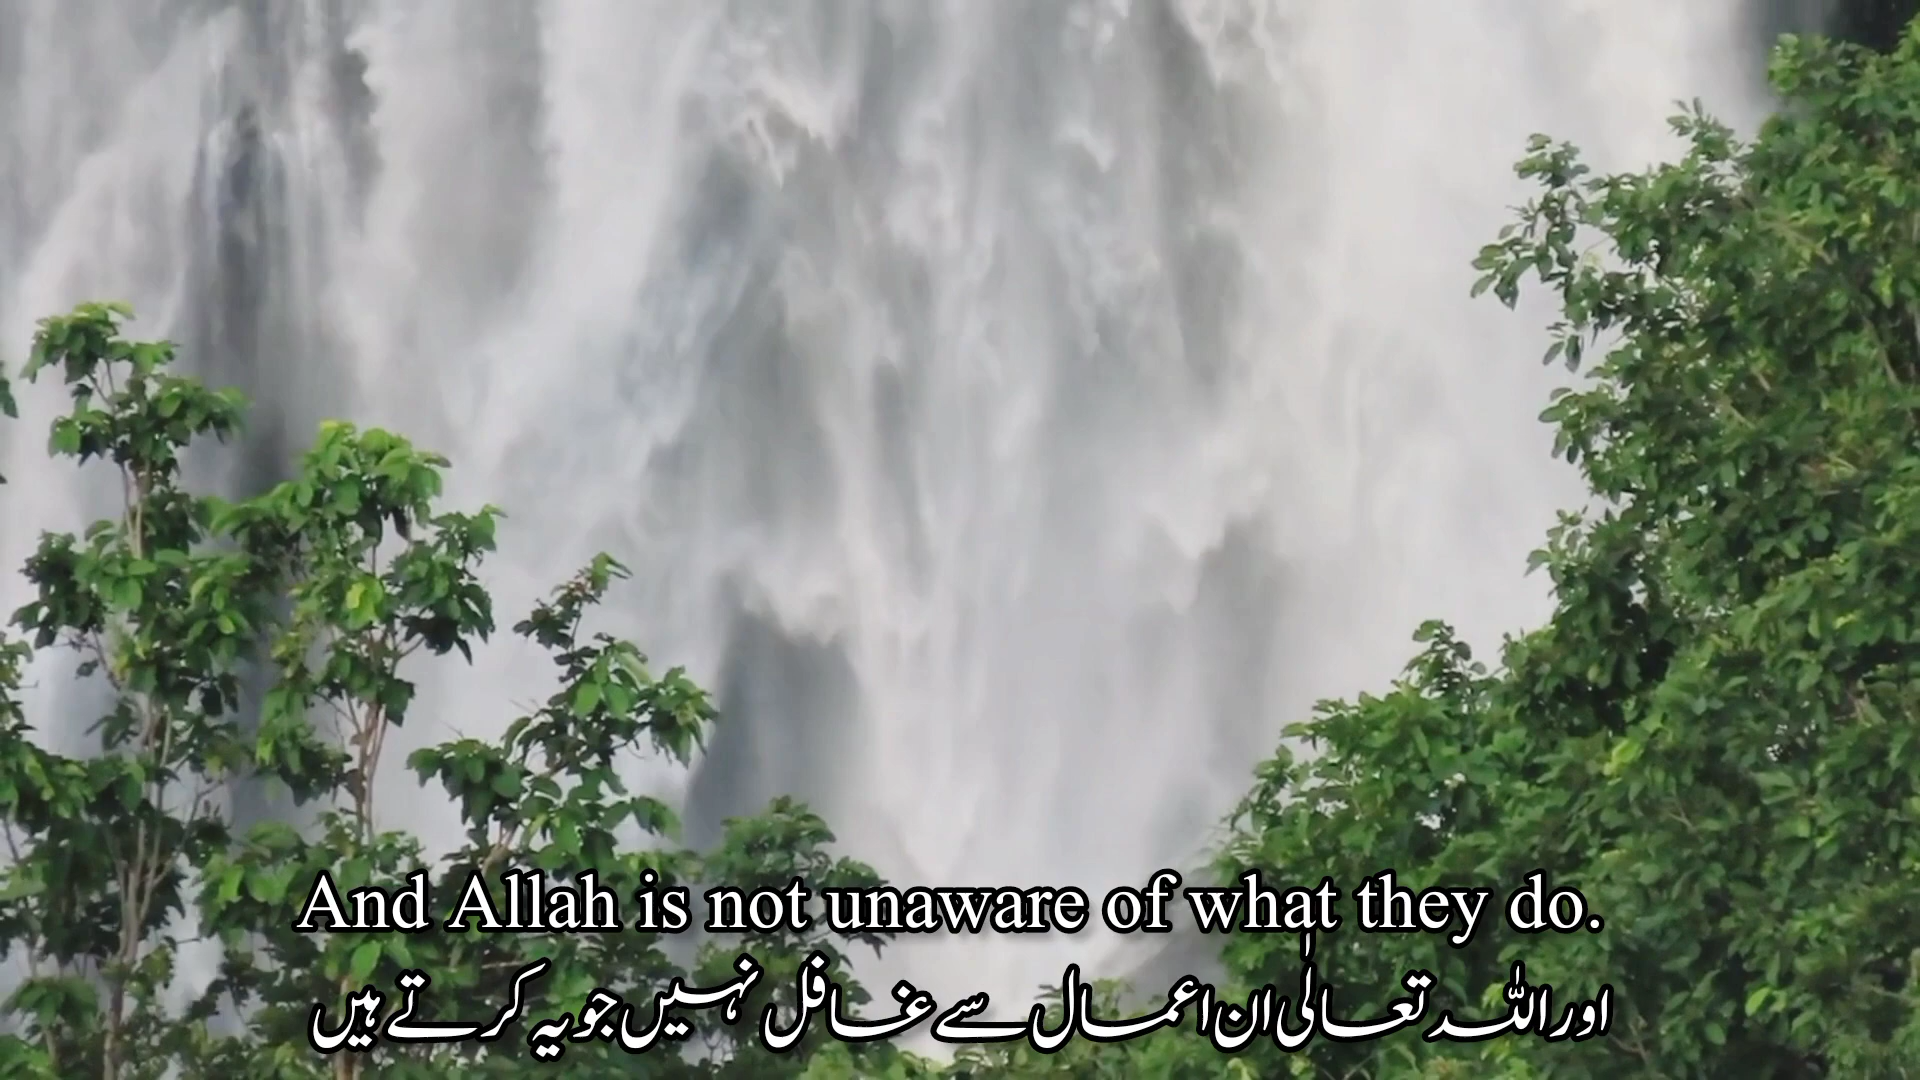 And Allah is not unaware of what they do.
اور اللہ تعالٰی ان اعمال سے غافل نہیں جو یہ کرتے ہیں